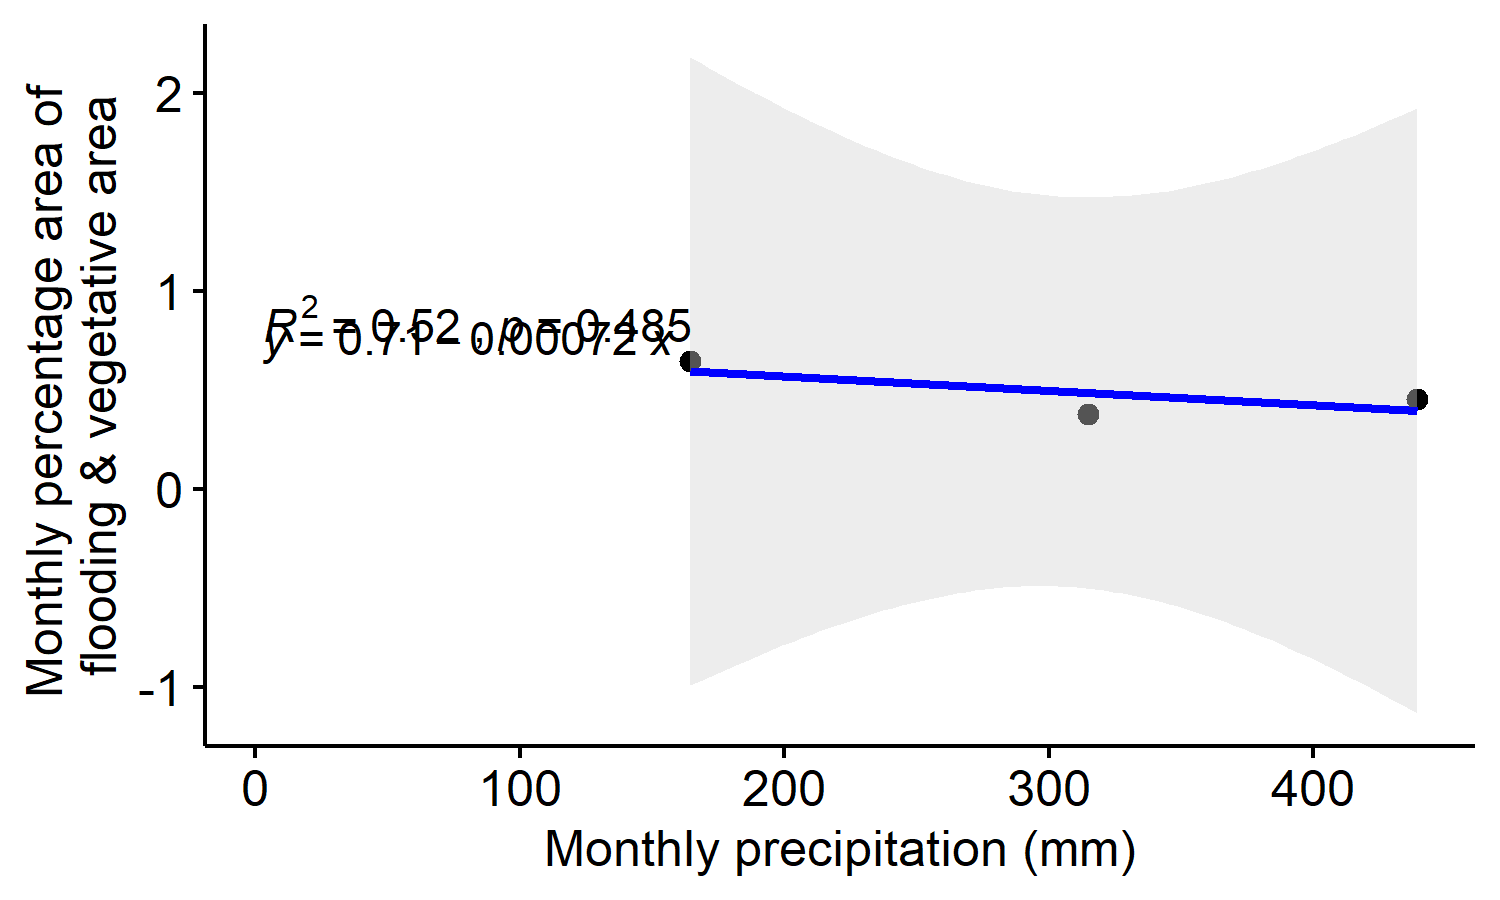 Monthly percentage area of
flooding & vegetative area
2
1
0
-1
R² = 0.52 , p = 0.485
y = 0.71 − 0.00072 x
0 100 200 300 400
Monthly precipitation (mm)